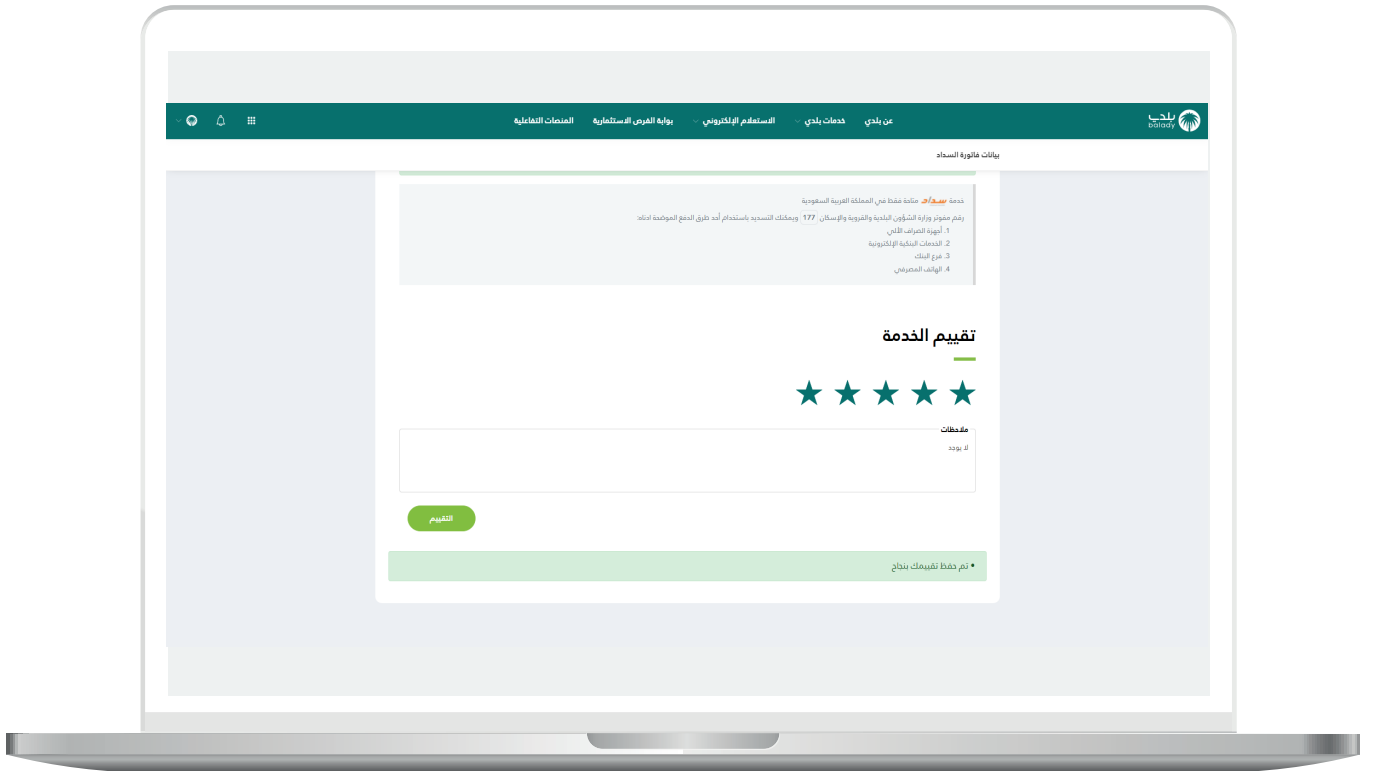 بلدي
balady
عن بلدي
خدمات بلدي
الاستعلام الإلكتروني
بوابة الفرص الاستثمارية
المنصات التفاعلية
بيانات فاتورة السداد
خدمة سداد متاحة فقط في المملكة العربية السعودية
رقم مفوتر وزارة الشؤون البلدية والقروية والإسكان 177 ويمكنك التسديد باستخدام أحد طرق الدفع الموضحة ادناه:
1. أجهزة الصراف الألي
2. الخدمات البنكية الإلكترونية
3. فرع البنك
4. الهاتف المصرفي
تقييم الخدمة
ملاحظات
لا يوجد
التقييم
• تم حفظ تقييمك بنجاح